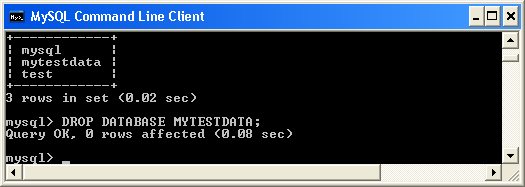 MySQL Command Line Client
+-------------+
| mysql       |
| mytestdata  |
| test        |
+-------------+
3 rows in set (0.02 sec)
mysql> DROP DATABASE MYTESTDATA;
Query OK, 0 rows affected (0.08 sec)
mysql> _